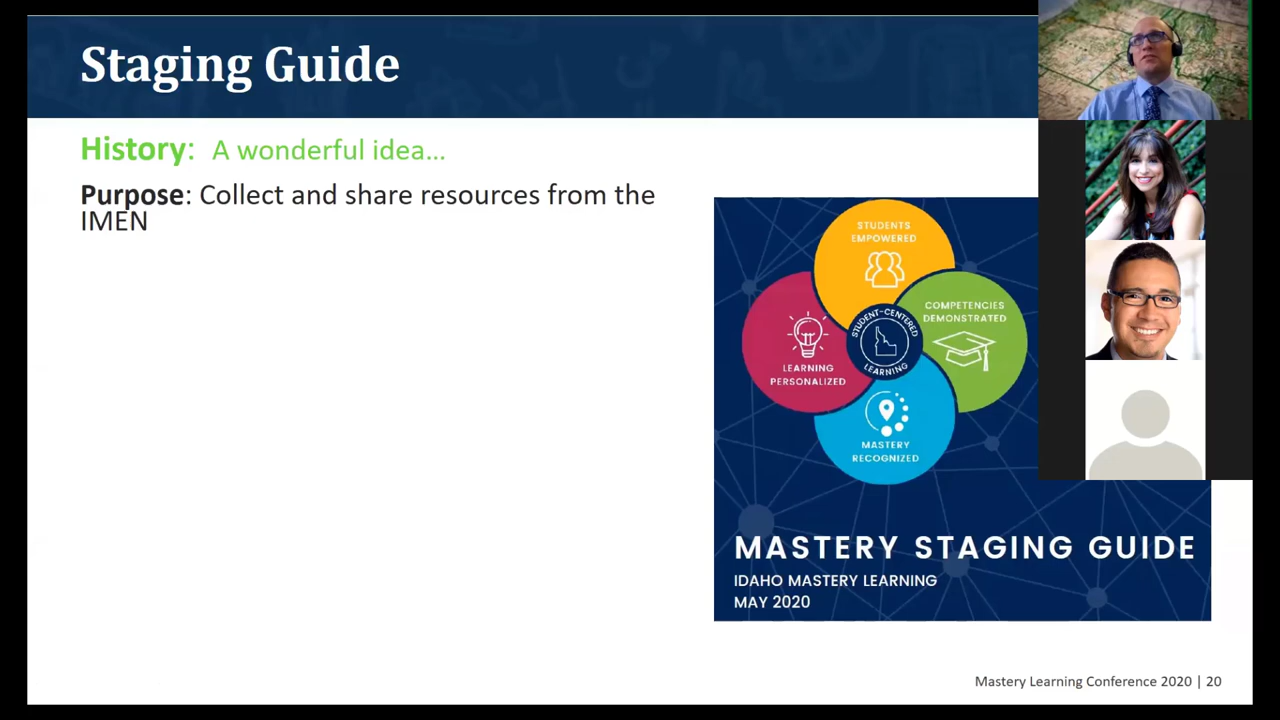 Staging Guide
History: A wonderful idea…
Purpose: Collect and share resources from the
IMEN
STUDENTS
EMPOWERED
COMPETENCIES
DEMONSTRATED
STUDENT-CENTERED
LEARNING
LEARNING
PERSONALIZED
MASTERY
RECOGNIZED
MASTERY STAGING GUIDE
IDAHO MASTERY LEARNING
MAY 2020
Mastery Learning Conference 2020 | 20